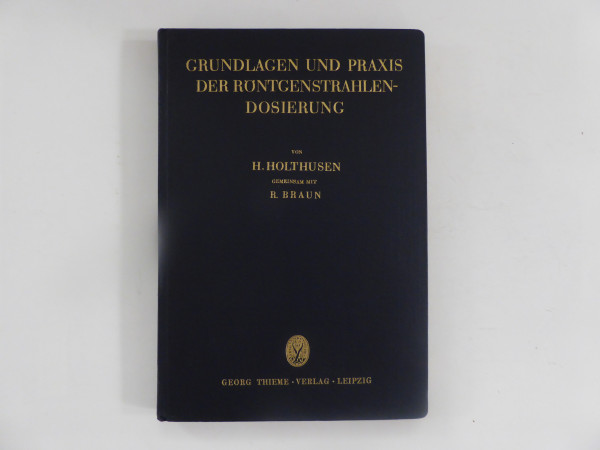 GRUNDLAGEN UND PRAXIS
DER RÖNTGENSTRAHLEN-
DOSIERUNG
VON
H. HOLTHUSEN
GEMEINSAM MIT
R. BRAUN
GEORG THIEME · VERLAG · LEIPZIG